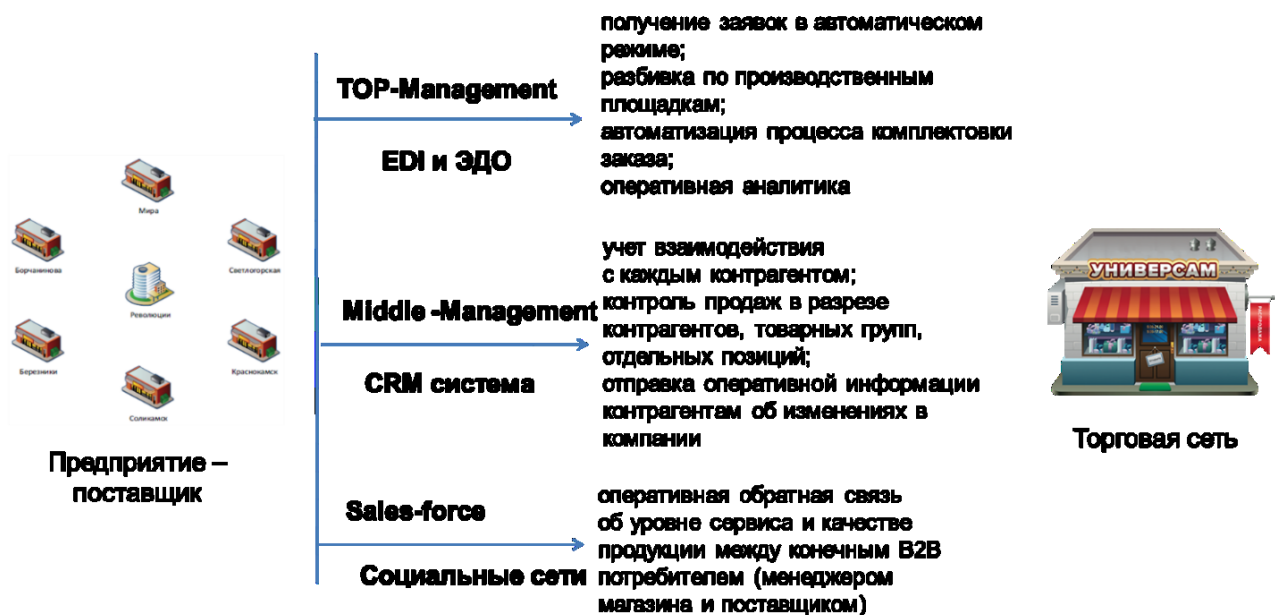 Мира
Борчанинова
Светлогорская
Революции
Березники
Краснокамск
Соликамск
Предприятие –
поставщик
TOP-Management
EDI и ЭДО
получение заявок в автоматическом
режиме;
разбивка по производственным
площадкам;
автоматизация процесса комплектовки
заказа;
оперативная аналитика
Middle -Management
CRM система
учет взаимодействия
с каждым контрагентом;
контроль продаж в разрезе
контрагентов, товарных групп,
отдельных позиций;
отправка оперативной информации
контрагентам об изменениях в
компании
Sales-force
Социальные сети
оперативная обратная связь
об уровне сервиса и качестве
продукции между конечным B2B
потребителем (менеджером
магазина и поставщиком)
УНИВЕРСАМ
Торговая сеть